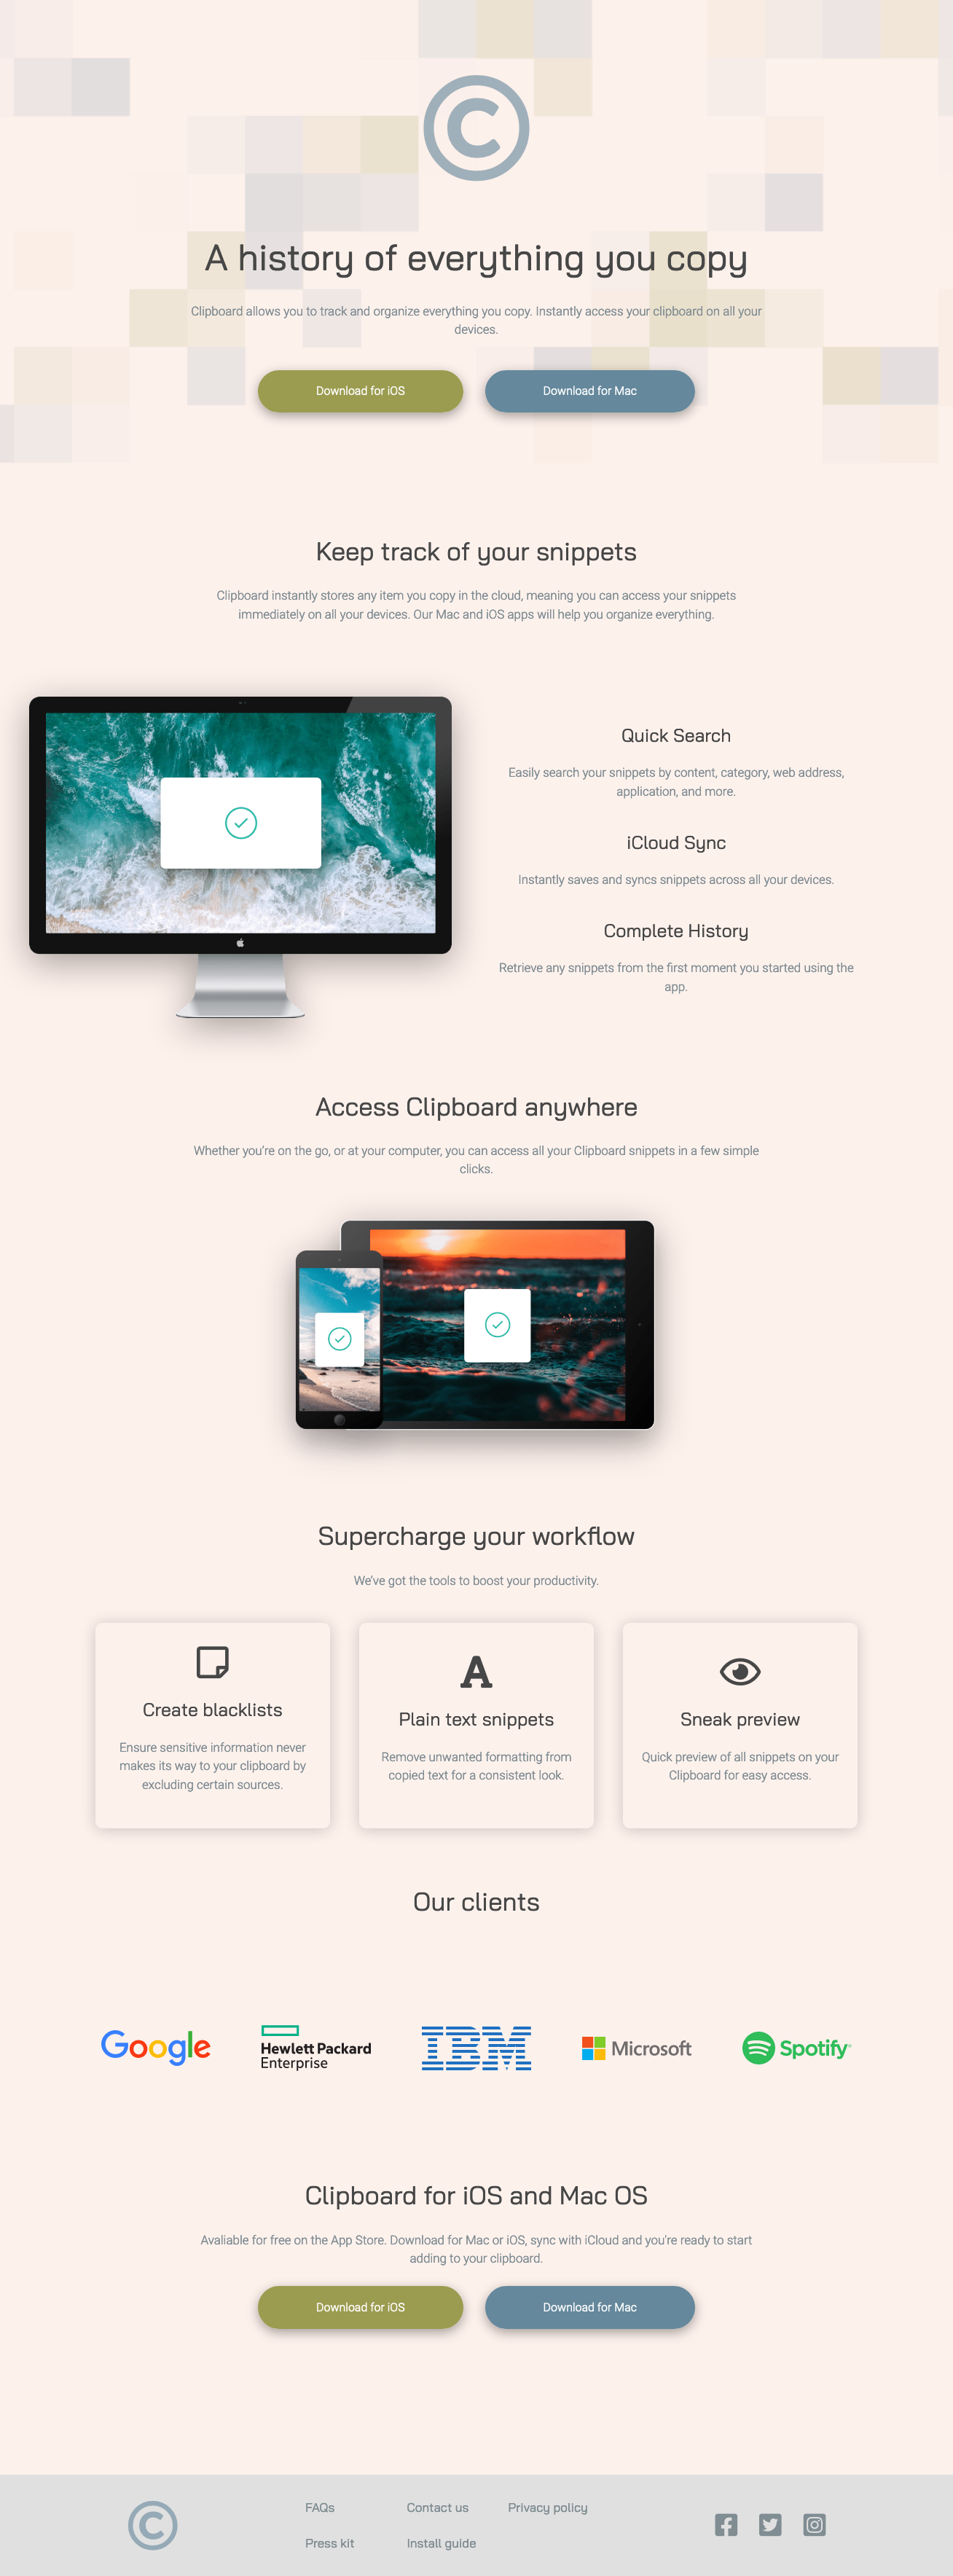 ©
A history of everything you copy
Clipboard allows you to track and organize everything you copy. Instantly access your clipboard on all your
devices.
Download for iOS
Download for Mac
Keep track of your snippets
Clipboard instantly stores any item you copy in the cloud, meaning you can access your snippets
immediately on all your devices. Our Mac and iOS apps will help you organize everything.
Quick Search
Easily search your snippets by content, category, web address,
application, and more.
iCloud Sync
Instantly saves and syncs snippets across all your devices.
Complete History
Retrieve any snippets from the first moment you started using the
app.
Access Clipboard anywhere
Whether you're on the go, or at your computer, you can access all your Clipboard snippets in a few simple
clicks.
Supercharge your workflow
We've got the tools to boost your productivity.
Create blacklists
Ensure sensitive information never
makes its way to your clipboard by
excluding certain sources.
A
Plain text snippets
Remove unwanted formatting from
copied text for a consistent look.
Sneak preview
Quick preview of all snippets on your
Clipboard for easy access.
Our clients
Google
Hewlett Packard
Enterprise
IBM
Microsoft
Spotify
Clipboard for iOS and Mac OS
Avaliable for free on the App Store. Download for Mac or iOS, sync with iCloud and you're ready to start
adding to your clipboard.
Download for iOS
Download for Mac
©
FAQs
Contact us
Privacy policy
Press kit
Install guide